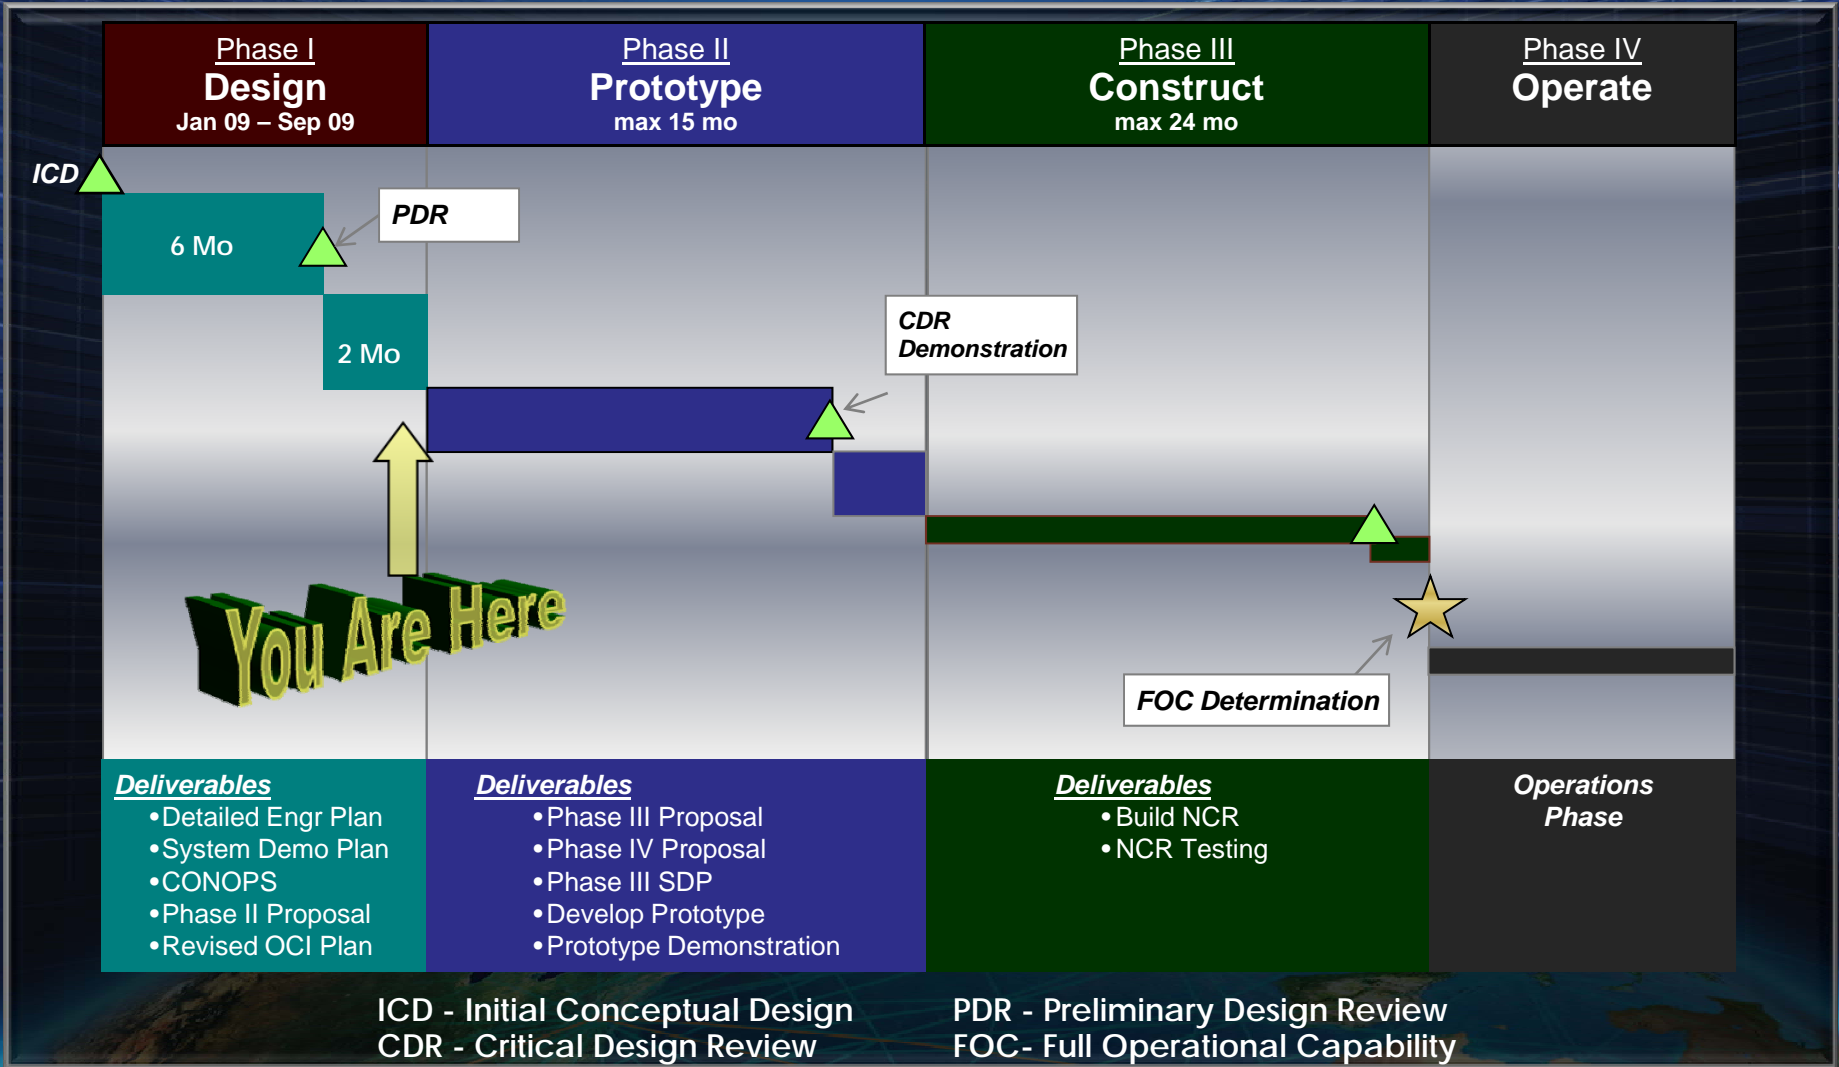 Phase I
Design
Jan 09 – Sep 09
Phase II
Prototype
max 15 mo
Phase III
Construct
max 24 mo
Phase IV
Operate
ICD
6 Mo
PDR
2 Mo
CDR
Demonstration
You Are Here
FOC Determination
Deliverables
•Detailed Engr Plan
•System Demo Plan
•CONOPS
•Phase II Proposal
•Revised OCI Plan
Deliverables
•Phase III Proposal
•Phase IV Proposal
•Phase III SDP
•Develop Prototype
•Prototype Demonstration
Deliverables
•Build NCR
•NCR Testing
Operations
Phase
ICD - Initial Conceptual Design
PDR - Preliminary Design Review
CDR - Critical Design Review
FOC- Full Operational Capability